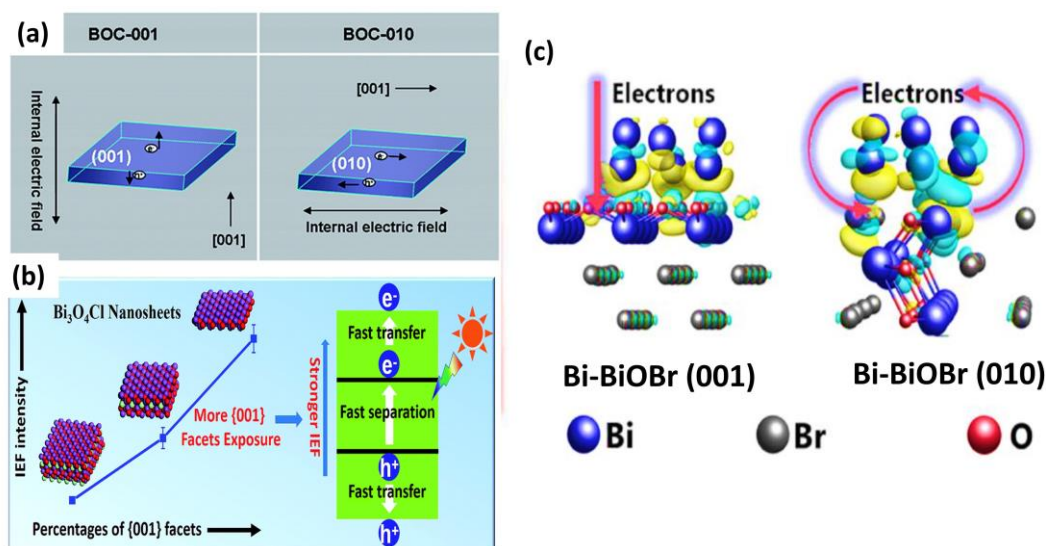 (a)
BOC-001
BOC-010
Internal electric field
(001)
e⁻
h⁺
[001]
[001]
(010)
e⁻
h⁺
Internal electric field
(b)
IEF intensity
Bi₃O₄Cl Nanosheets
More {001}
Facets Exposure
Percentages of {001} facets
Stronger IEF
e⁻
Fast transfer
e⁻
Fast separation
h⁺
Fast transfer
h⁺
(c)
Electrons
Electrons
Bi-BiOBr (001)
Bi-BiOBr (010)
Bi
Br
O